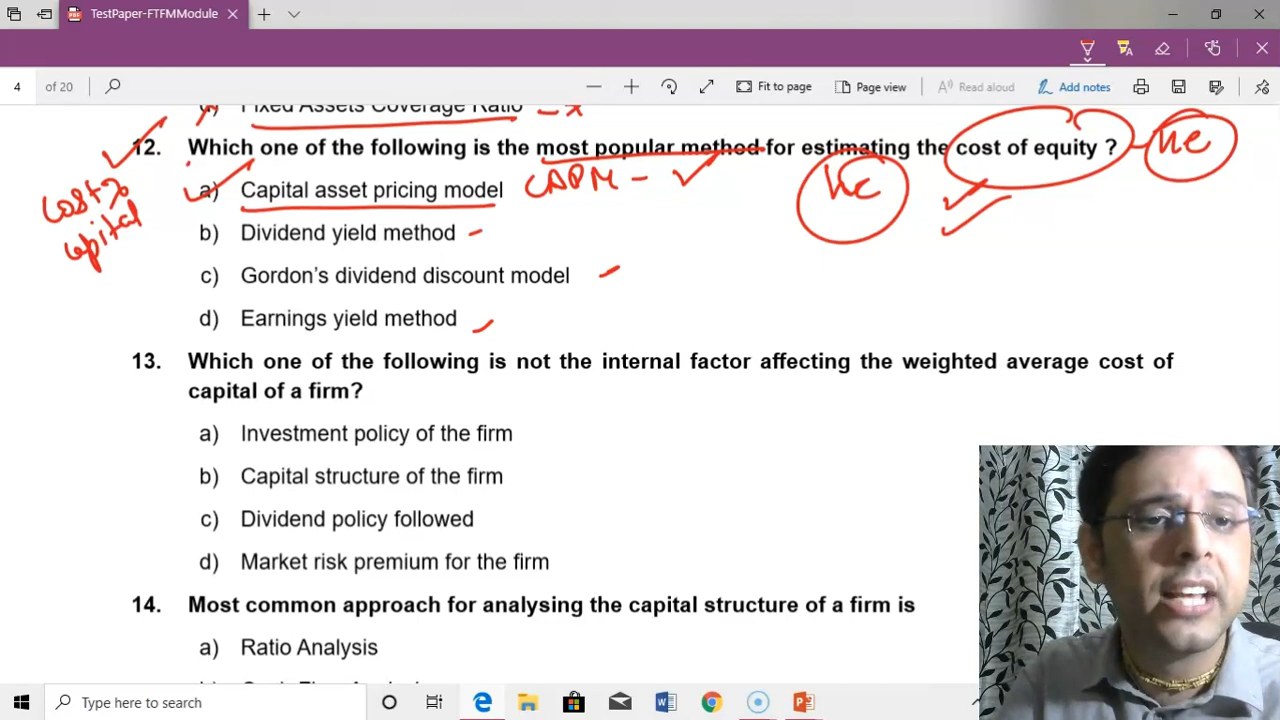 TestPaper-FTFMModule
4 of 20
Fit to page
Page view
Read aloud
Add notes
d) Fixed Assets Coverage Ratio - x
12. Which one of the following is the most popular method for estimating the cost of equity ? - Ke
a) Capital asset pricing model CAPM - Ke
cost %
capital
b) Dividend yield method
c) Gordon's dividend discount model
d) Earnings yield method
13. Which one of the following is not the internal factor affecting the weighted average cost of
capital of a firm?
a) Investment policy of the firm
b) Capital structure of the firm
c) Dividend policy followed
d) Market risk premium for the firm
14. Most common approach for analysing the capital structure of a firm is
a) Ratio Analysis
Type here to search